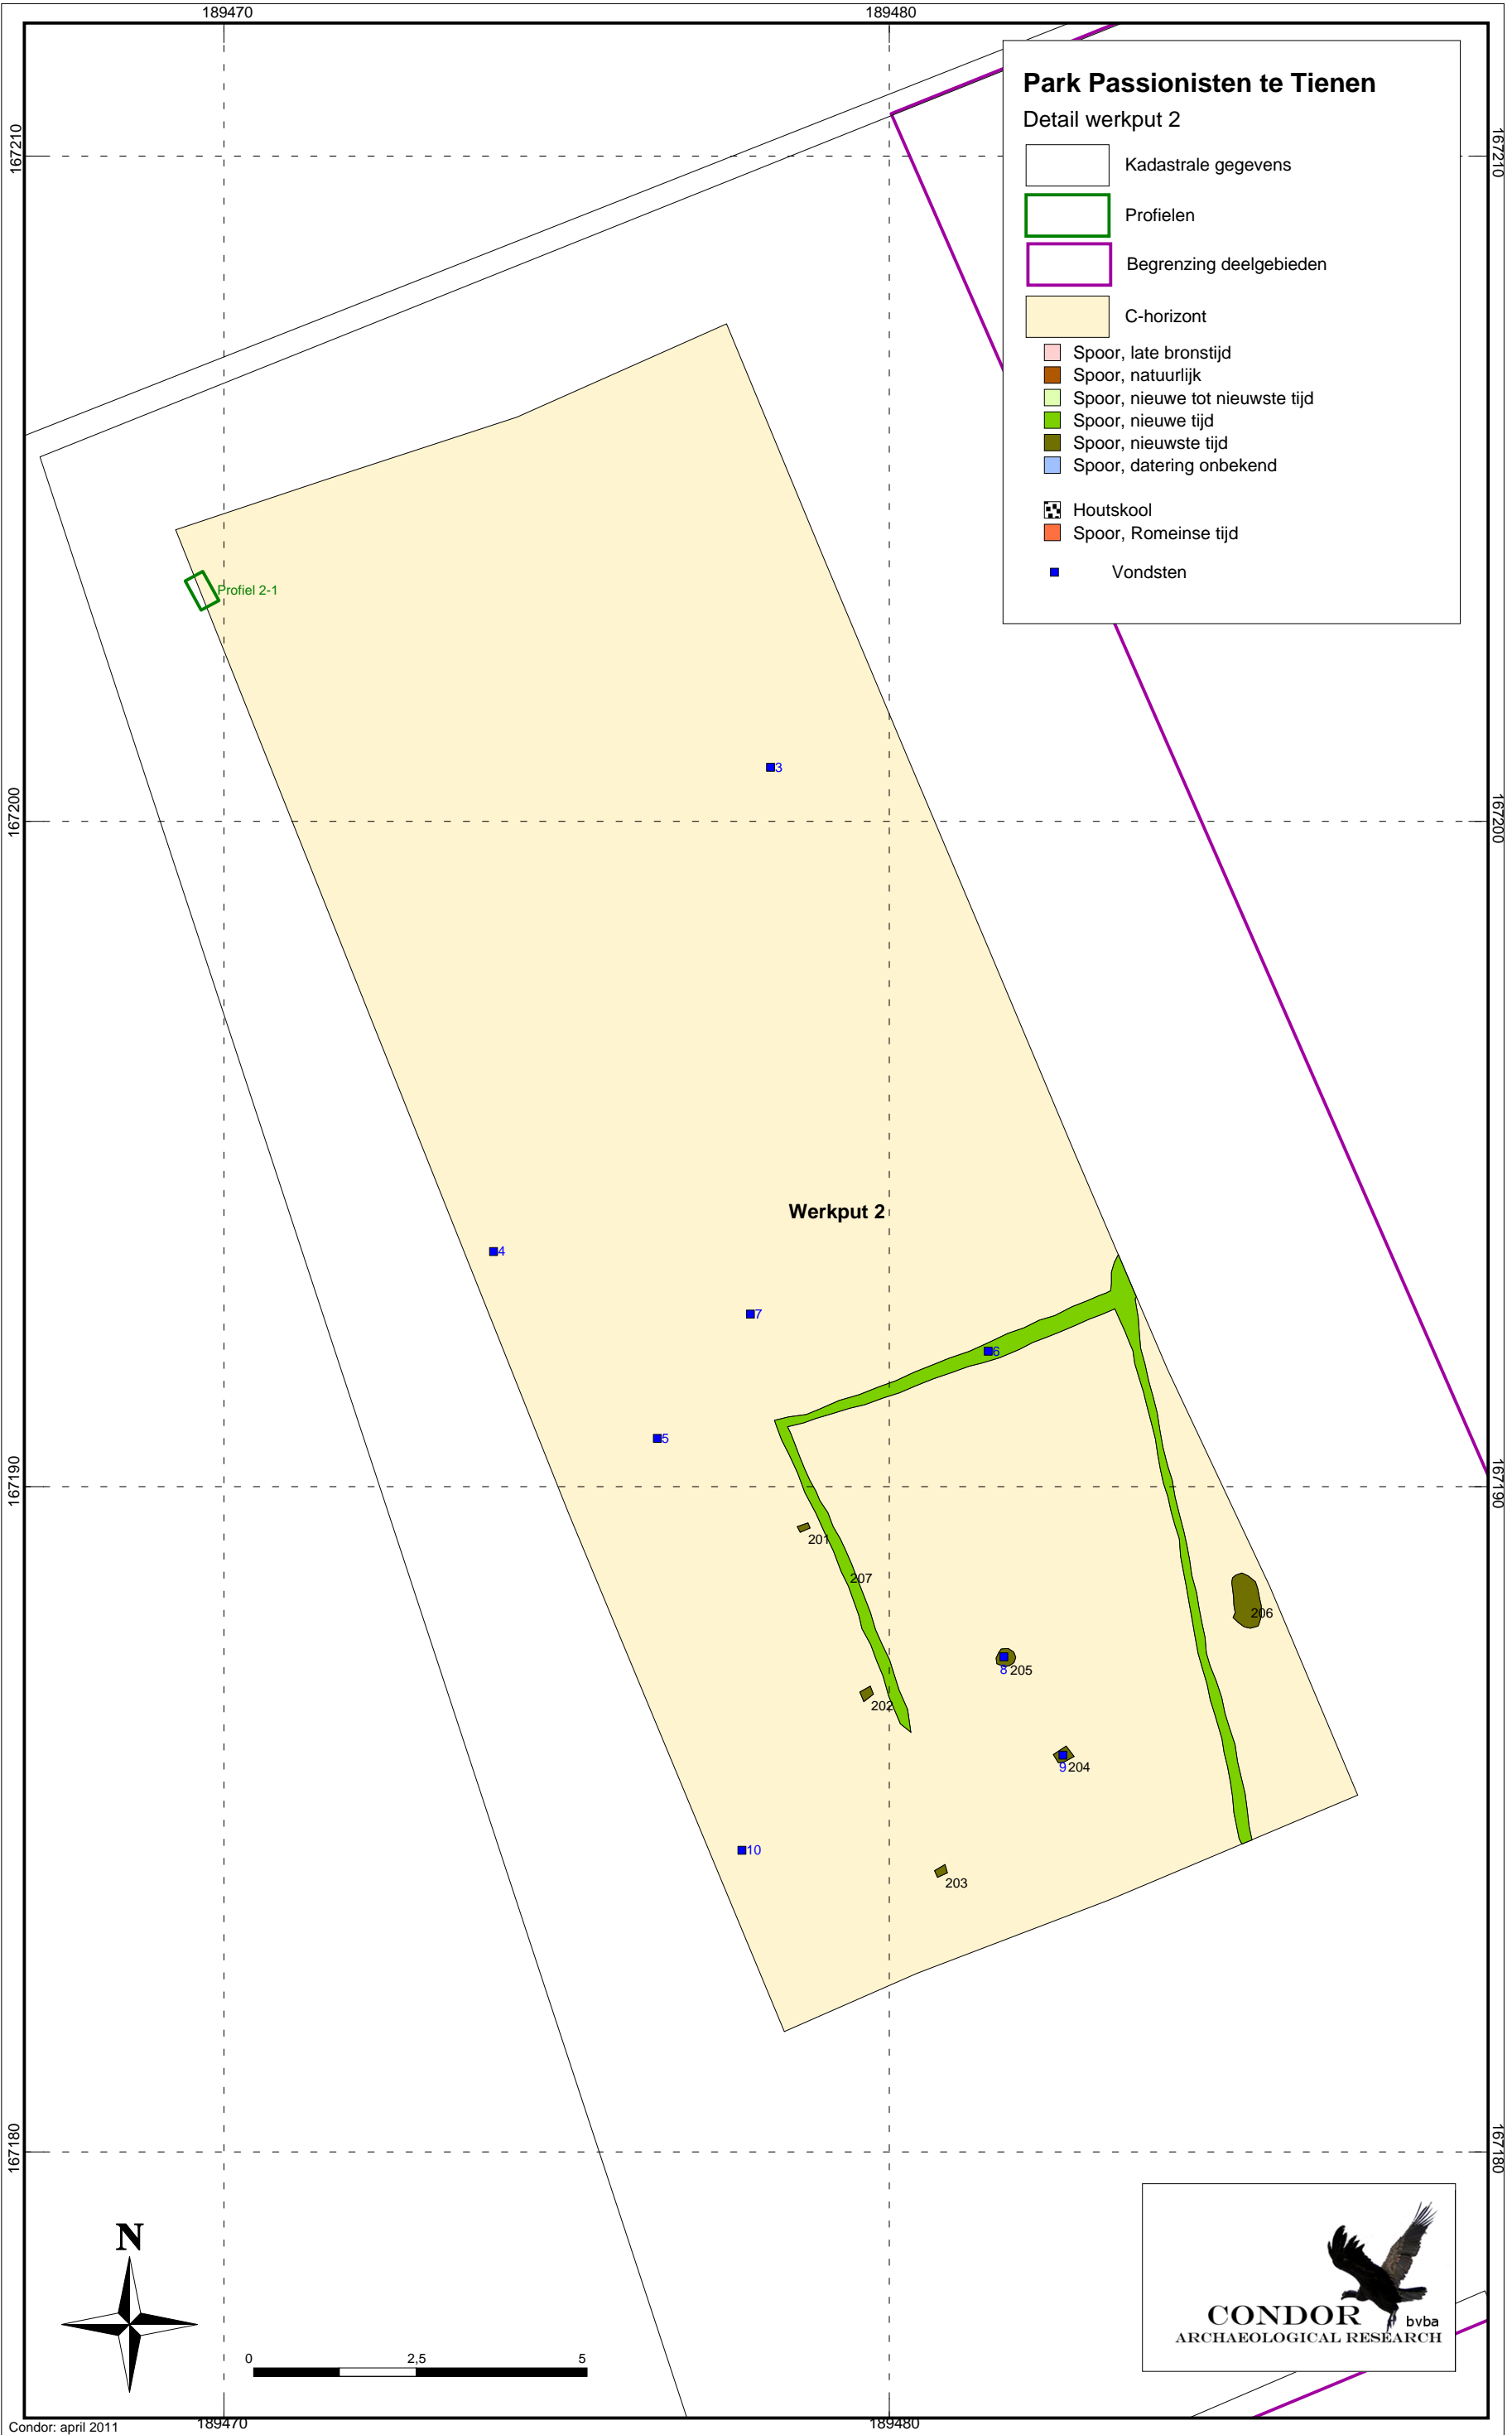 189470
189480
167210
167210
Park Passionisten te Tienen
Detail werkput 2
Kadastrale gegevens
Profielen
Begrenzing deelgebieden
C-horizont
Spoor, late bronstijd
Spoor, natuurlijk
Spoor, nieuwe tot nieuwste tijd
Spoor, nieuwe tijd
Spoor, nieuwste tijd
Spoor, datering onbekend
Houtskool
Spoor, Romeinse tijd
Vondsten
Profiel 2-1
3
167200
167200
Werkput 2
4
7
6
5
167190
167190
201
207
206
8
205
202
9
204
10
203
167180
167180
N
0
2,5
5
CONDOR
bvba
ARCHAEOLOGICAL RESEARCH
Condor: april 2011
189470
189480